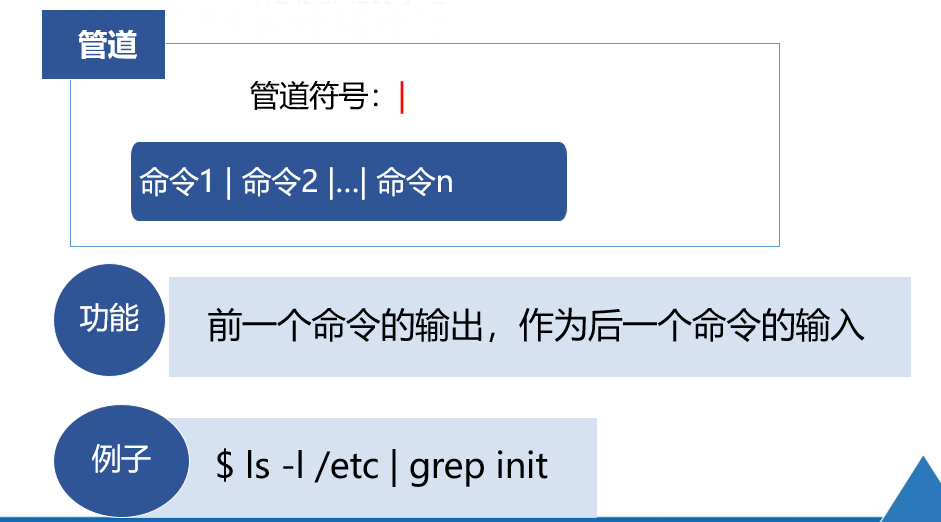 管道
管道符号：|
命令1 | 命令2 |...| 命令n
功能
前一个命令的输出，作为后一个命令的输入
例子
$ ls -l /etc | grep init